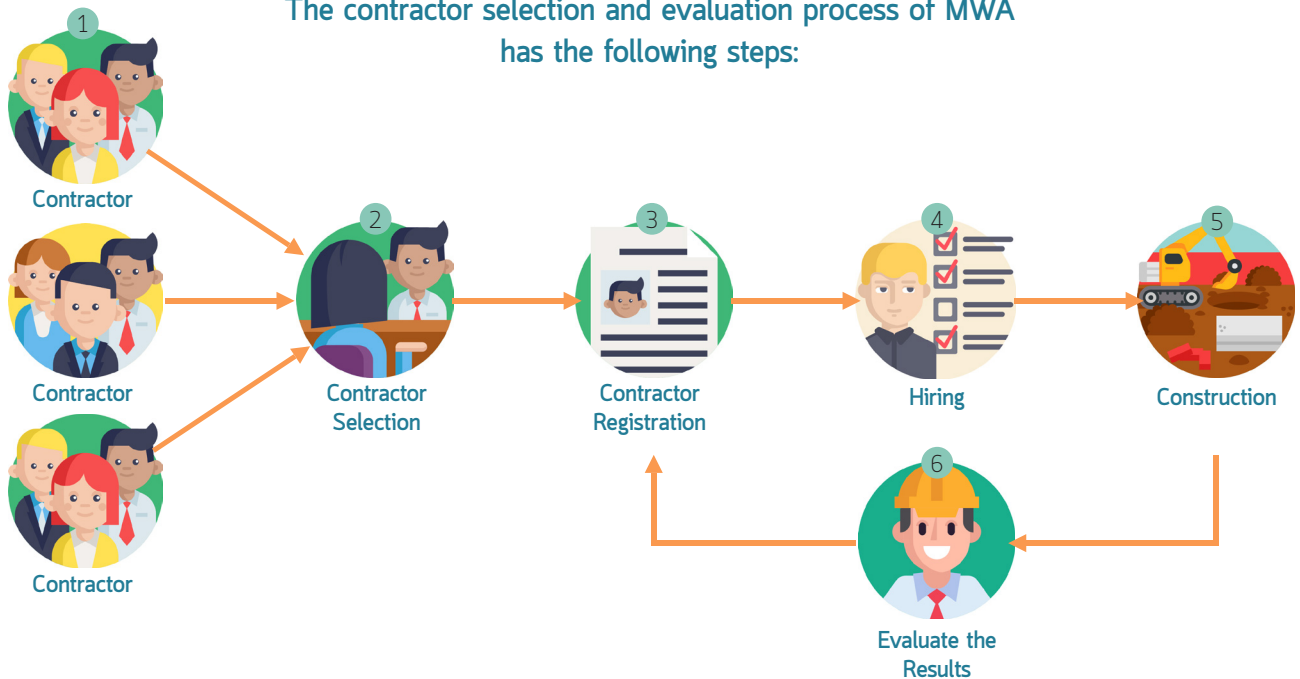 The contractor selection and evaluation process of MWA
has the following steps:
1
Contractor
Contractor
Contractor
2
Contractor
Selection
3
Contractor
Registration
4
Hiring
5
Construction
6
Evaluate the
Results